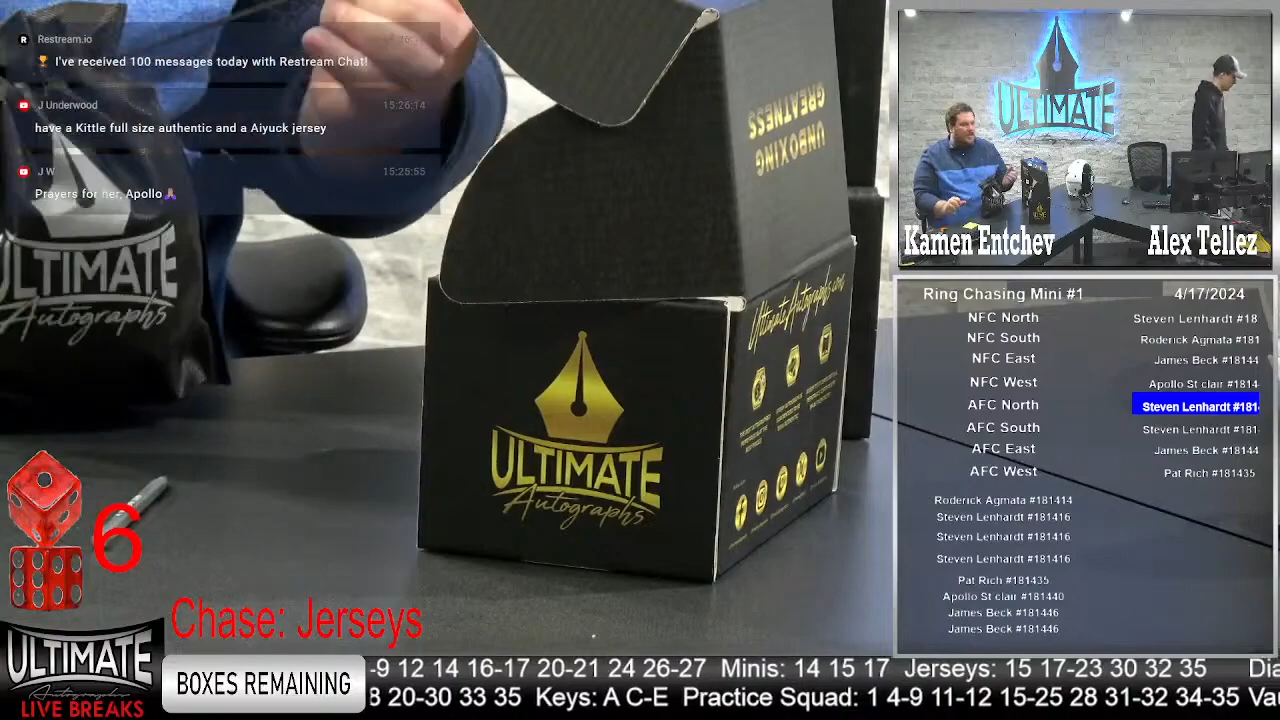 Restream.io
🏆 I've received 100 messages today with Restream Chat!
J Underwood 15:26:14
have a Kittle full size authentic and a Aiyuck jersey
J W 15:25:55
Prayers for her, Apollo🙏🏽
ULTIMATE
Autographs
UNBOXING
GREATNESS
UltimateAutographs.com
ULTIMATE
Autographs
ULTIMATE
Kamen Entchev
Alex Tellez
Ring Chasing Mini #1 4/17/2024
NFC North Steven Lenhardt #18
NFC South Roderick Agmata #181
NFC East James Beck #18144
NFC West Apollo St clair #1814
AFC North Steven Lenhardt #181
AFC South Steven Lenhardt #181
AFC East James Beck #18144
AFC West Pat Rich #181435
Roderick Agmata #181414
Steven Lenhardt #181416
Steven Lenhardt #181416
Steven Lenhardt #181416
Pat Rich #181435
Apollo St clair #181440
James Beck #181446
James Beck #181446
6
Chase: Jerseys
ULTIMATE
Autographs
LIVE BREAKS
BOXES REMAINING
-9 12 14 16-17 20-21 24 26-27 Minis: 14 15 17 Jerseys: 15 17-23 30 32 35 Dia
8 20-30 33 35 Keys: A C-E Practice Squad: 1 4-9 11-12 15-25 28 31-32 34-35 Var